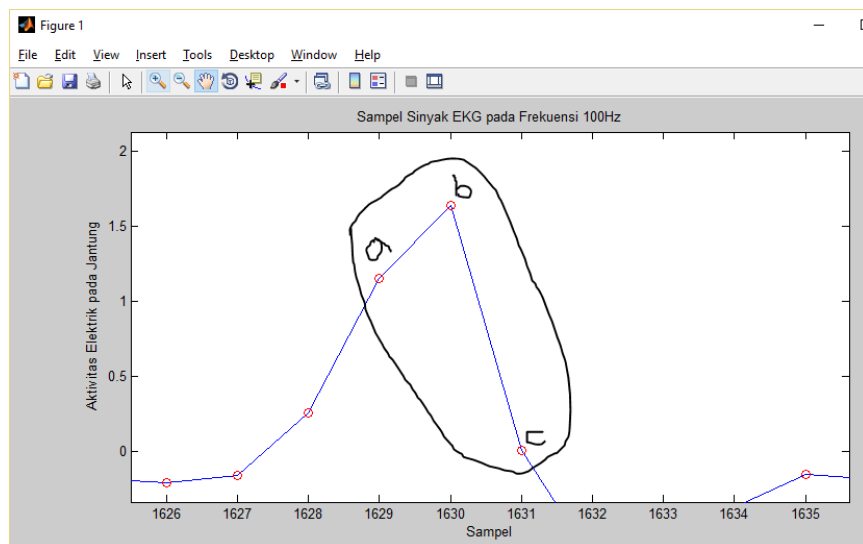 Figure 1
File Edit View Insert Tools Desktop Window Help
Sampel Sinyak EKG pada Frekuensi 100Hz
Aktivitas Elektrik pada Jantung
2
1.5
1
0.5
0
a
b
c
1626 1627 1628 1629 1630 1631 1632 1633 1634 1635
Sampel